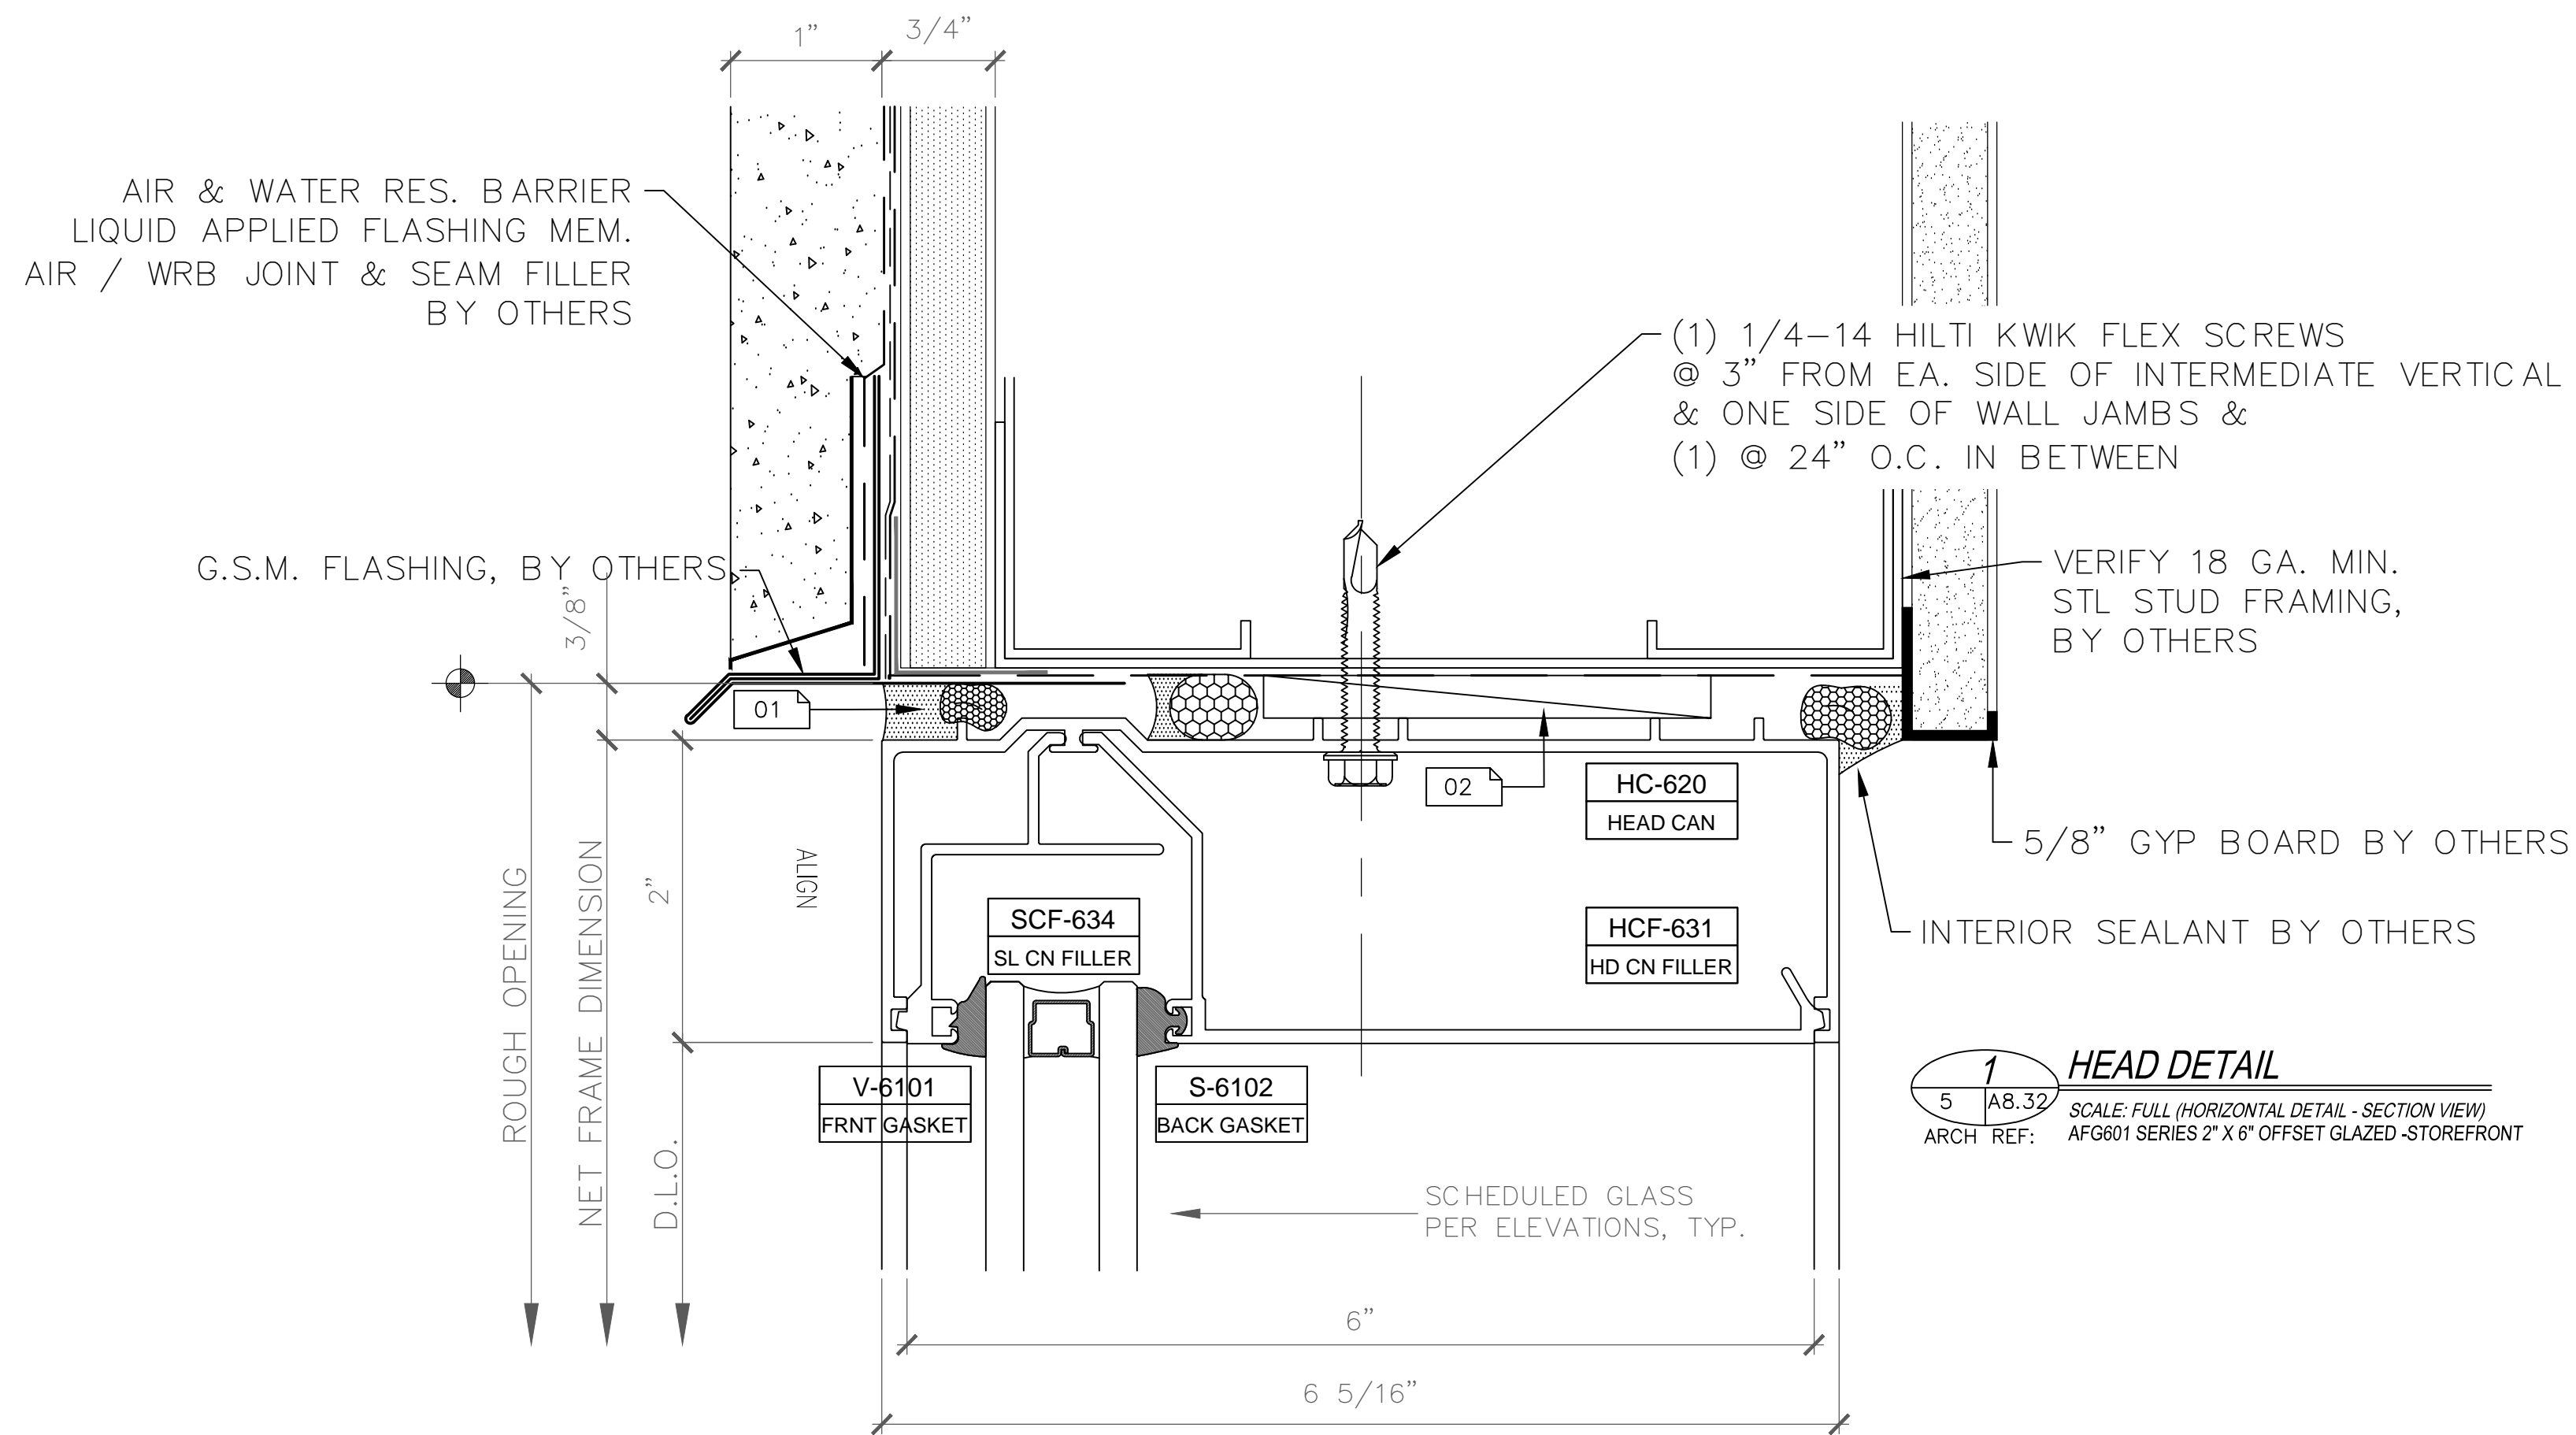 1”
3/4”
AIR & WATER RES. BARRIER
LIQUID APPLIED FLASHING MEM.
AIR / WRB JOINT & SEAM FILLER
BY OTHERS
(1) 1/4–14 HILTI KWIK FLEX SCREWS
@ 3” FROM EA. SIDE OF INTERMEDIATE VERTICAL
& ONE SIDE OF WALL JAMBS &
(1) @ 24” O.C. IN BETWEEN
G.S.M. FLASHING, BY OTHERS
3/8”
VERIFY 18 GA. MIN.
STL STUD FRAMING,
BY OTHERS
01
02
HC-620
HEAD CAN
5/8” GYP BOARD BY OTHERS
ALIGN
2”
SCF-634
SL CN FILLER
HCF-631
HD CN FILLER
INTERIOR SEALANT BY OTHERS
ROUGH OPENING
NET FRAME DIMENSION
D.L.O.
V-6101
FRNT GASKET
S-6102
BACK GASKET
1
5
A8.32
ARCH REF:
HEAD DETAIL
SCALE: FULL (HORIZONTAL DETAIL - SECTION VIEW)
AFG601 SERIES 2" X 6" OFFSET GLAZED -STOREFRONT
SCHEDULED GLASS
PER ELEVATIONS, TYP.
6”
6 5/16”